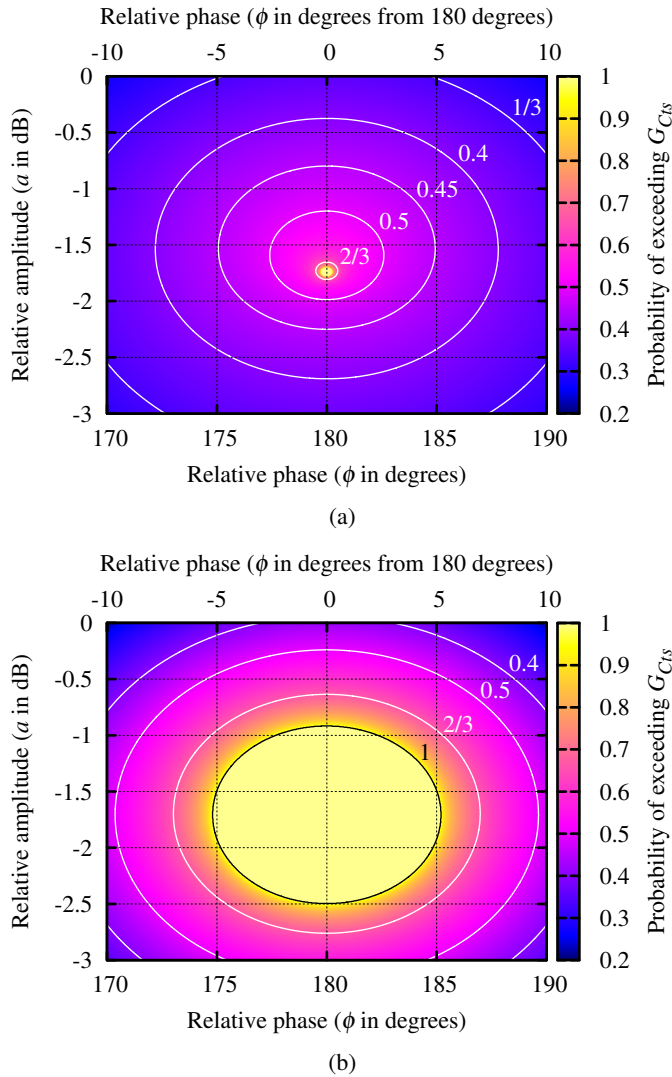 Relative phase (ϕ in degrees from 180 degrees)
-10 -5 0 5 10
0
-0.5
-1
-1.5
-2
-2.5
-3
Relative amplitude (a in dB)
1/3
0.4
0.45
0.5
2/3
1
0.9
0.8
0.7
0.6
0.5
0.4
0.3
0.2
Probability of exceeding G_Cts
170 175 180 185 190
Relative phase (ϕ in degrees)
(a)
Relative phase (ϕ in degrees from 180 degrees)
-10 -5 0 5 10
0
-0.5
-1
-1.5
-2
-2.5
-3
Relative amplitude (a in dB)
0.4
0.5
2/3
1
1
0.9
0.8
0.7
0.6
0.5
0.4
0.3
0.2
Probability of exceeding G_Cts
170 175 180 185 190
Relative phase (ϕ in degrees)
(b)